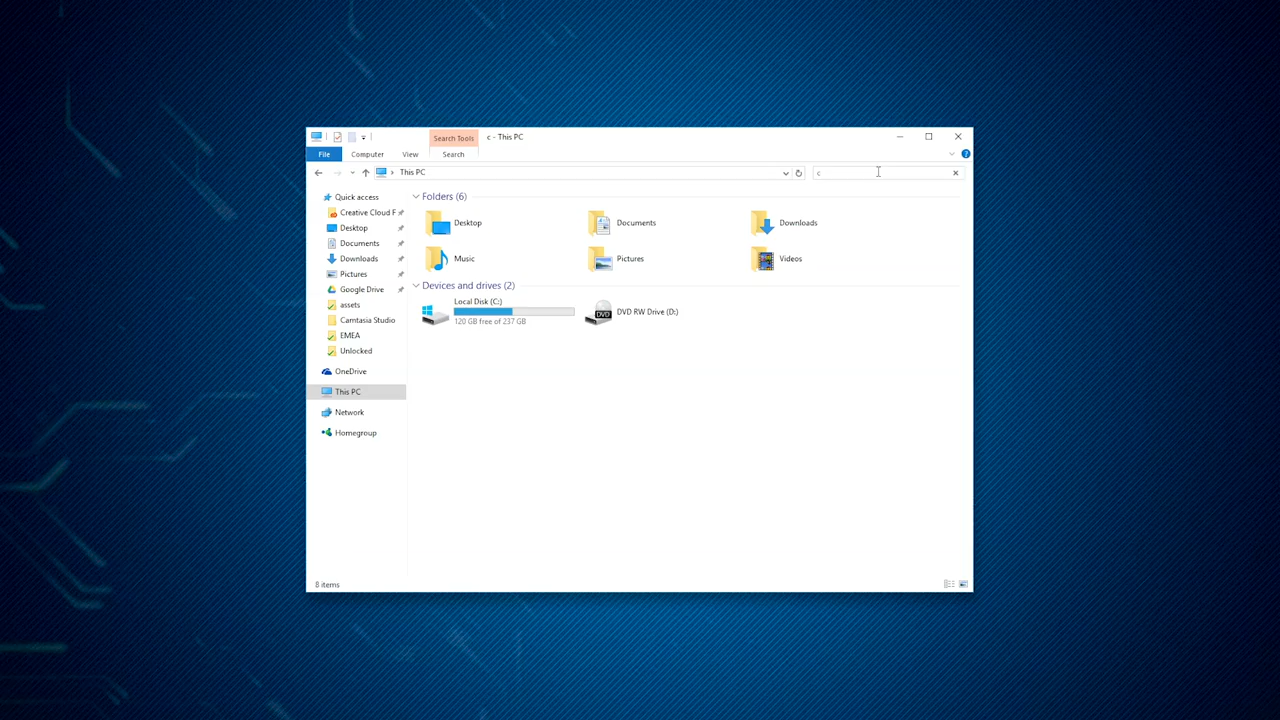 Search Tools
c - This PC
File
Computer
View
Search
This PC
c
Quick access
Creative Cloud F
Desktop
Documents
Downloads
Pictures
Google Drive
assets
Camtasia Studio
EMEA
Unlocked
OneDrive
This PC
Network
Homegroup
Folders (6)
Desktop
Documents
Downloads
Music
Pictures
Videos
Devices and drives (2)
Local Disk (C:)
120 GB free of 237 GB
DVD
DVD RW Drive (D:)
8 items